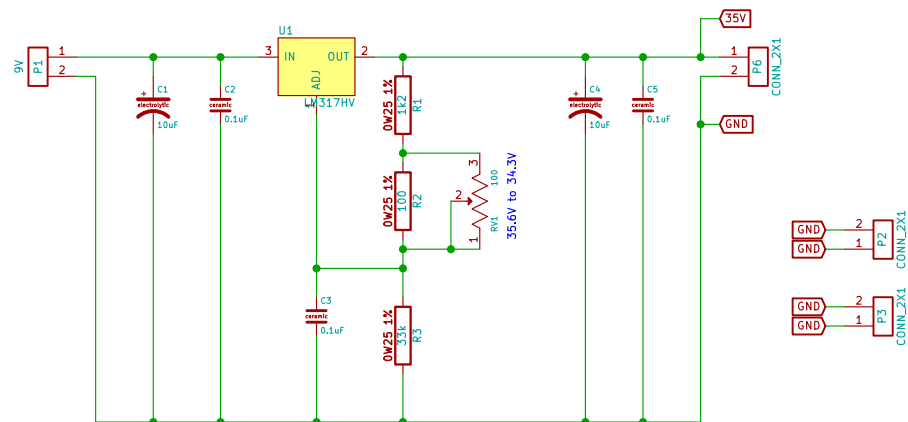 35V
U1
1
2
9V
P1
3
IN
OUT
2
ADJ
LM317HV
1
1
2
P6
CONN_2X1
+
C1
electrolytic
10uF
C2
ceramic
0.1uF
0W25 1%
1k2
R1
+
C4
electrolytic
10uF
C5
ceramic
0.1uF
GND
0W25 1%
100
R2
3
2
1
100
RV1
35.6V to 34.3V
GND
2
GND
1
P2
CONN_2X1
C3
ceramic
0.1uF
0W25 1%
33k
R3
GND
2
GND
1
P3
CONN_2X1